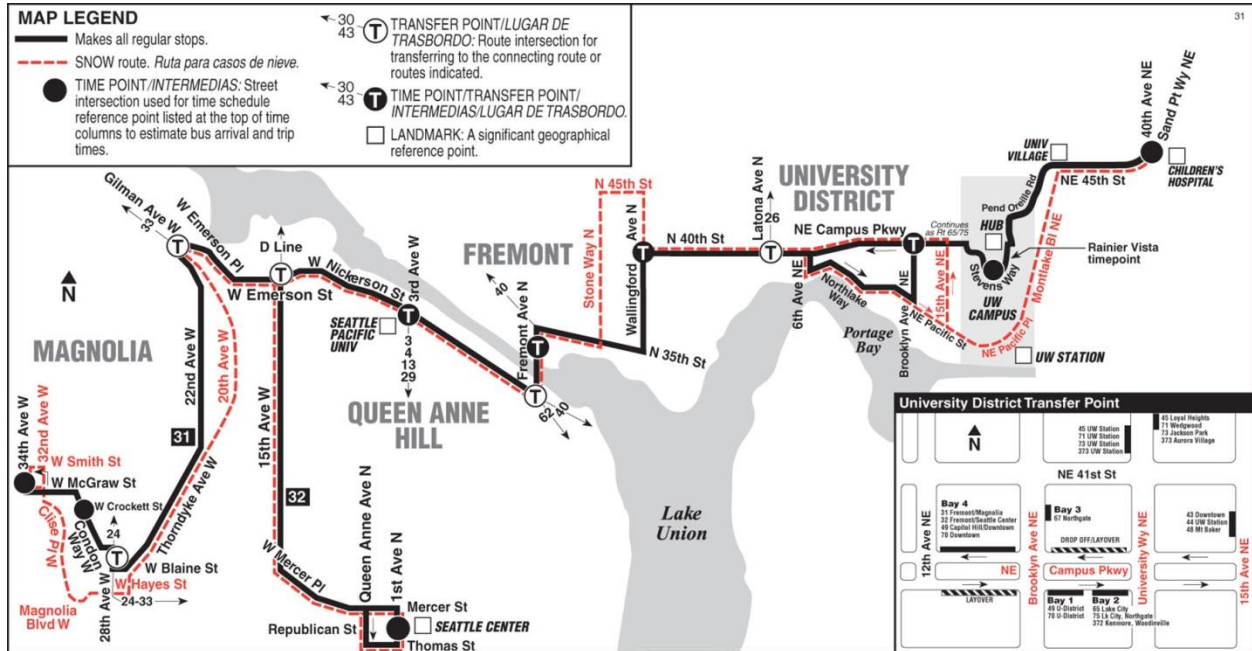 MAP LEGEND
Makes all regular stops.
SNOW route. Ruta para casos de nieve.
TIME POINT/INTERMEDIAS: Street
intersection used for time schedule
reference point listed at the top of time
columns to estimate bus arrival and trip
times.
30
43
T
TRANSFER POINT/LUGAR DE
TRASBORDO: Route intersection for
transferring to the connecting route or
routes indicated.
30
43
T
TIME POINT/TRANSFER POINT/
INTERMEDIAS/LUGAR DE TRASBORDO.
LANDMARK: A significant geographical
reference point.
31
Gilman Ave W
33
T
W Emerson Pl
D Line
T
W Emerson St
W Nickerson St
3rd Ave W
T
SEATTLE
PACIFIC
UNIV
3
4
13
29
N
MAGNOLIA
22nd Ave W
20th Ave W
31
15th Ave W
32
QUEEN ANNE
HILL
34th Ave W
32nd Ave W
W Smith St
W McGraw St
W Crockett St
Clise Pl W
Condon
Way W
24
T
Thorndyke Ave W
W Blaine St
W Hayes St
24-33
28th Ave W
Magnolia
Blvd W
W Mercer Pl
Queen Anne Ave N
1st Ave N
Mercer St
Republican St
SEATTLE CENTER
Thomas St
FREMONT
40
Fremont Ave N
T
T
62
40
Stone Way N
N 45th St
Wallingford
Ave N
T
N 35th St
N 40th St
Lake
Union
Latona Ave N
26
T
UNIVERSITY
DISTRICT
NE Campus Pkwy
T
6th Ave NE
Northlake
Way
Portage
Bay
Brooklyn Ave
NE
NE Pacific St
15th Ave NE
Continues
as Rt 65/75
HUB
Stevens Way
UW
CAMPUS
NE Pacific Pl
UW STATION
Pend Oreille Rd
Montlake Bl NE
Rainier Vista
timepoint
UNIV
VILLAGE
NE 45th St
40th Ave NE
Sand Pt Wy NE
CHILDREN'S
HOSPITAL
University District Transfer Point
N
45 UW Station
71 UW Station
73 UW Station
373 UW Station
45 Loyal Heights
71 Wedgwood
73 Jackson Park
373 Aurora Village
NE 41st St
12th Ave NE
Bay 4
31 Fremont/Magnolia
32 Fremont/Seattle Center
49 Capitol Hill/Downtown
70 Downtown
Brooklyn Ave NE
Bay 3
67 Northgate
DROP OFF/LAYOVER
University Wy NE
43 Downtown
44 UW Station
48 Mt Baker
15th Ave NE
NE
Campus Pkwy
LAYOVER
Bay 1
49 U-District
70 U-District
Bay 2
65 Lake City
75 Lk City, Northgate
372 Kenmore, Woodinville